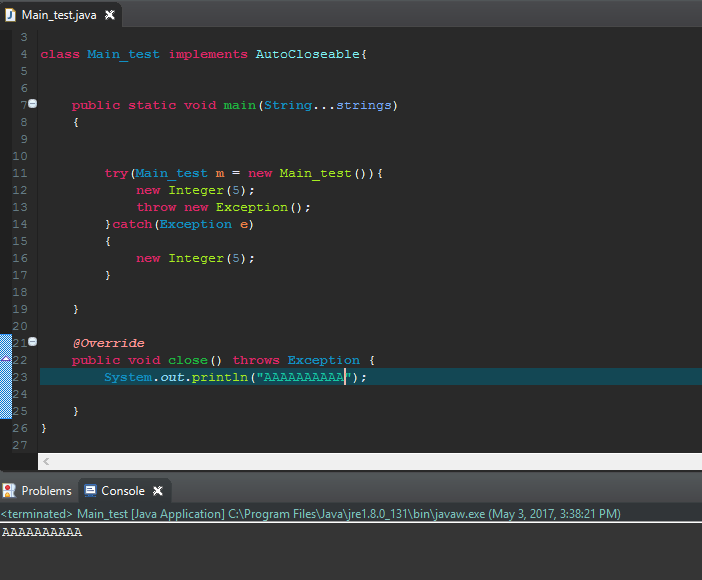 Main_test.java
3
4 class Main_test implements AutoCloseable{
5
6
7 public static void main(String...strings)
8 {
9
10
11 try(Main_test m = new Main_test()){
12 new Integer(5);
13 throw new Exception();
14 }catch(Exception e)
15 {
16 new Integer(5);
17 }
18
19 }
20
21 @Override
22 public void close() throws Exception {
23 System.out.println("AAAAAAAAAA");
24
25 }
26 }
27
Problems Console
<terminated> Main_test [Java Application] C:\Program Files\Java\jre1.8.0_131\bin\javaw.exe (May 3, 2017, 3:38:21 PM)
AAAAAAAAAA